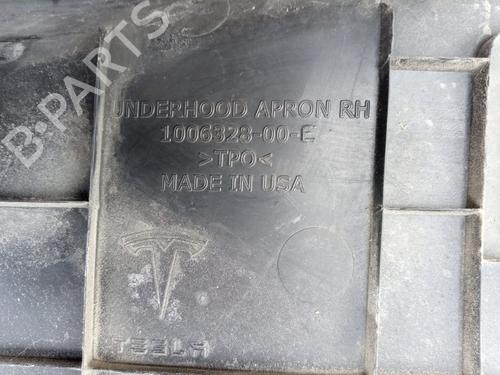 B-PARTS
UNDERHOOD APRON RH
1006328-00-E
>TPO<
MADE IN USA
TESLA